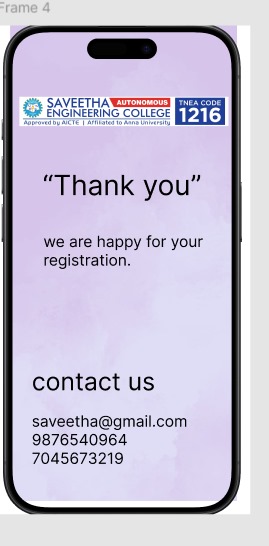 Frame 4
SAVEETHA AUTONOMOUS
ENGINEERING COLLEGE
Approved by AICTE | Affiliated to Anna University
TNEA CODE
1216
“Thank you”
we are happy for your
registration.
contact us
saveetha@gmail.com
9876540964
7045673219